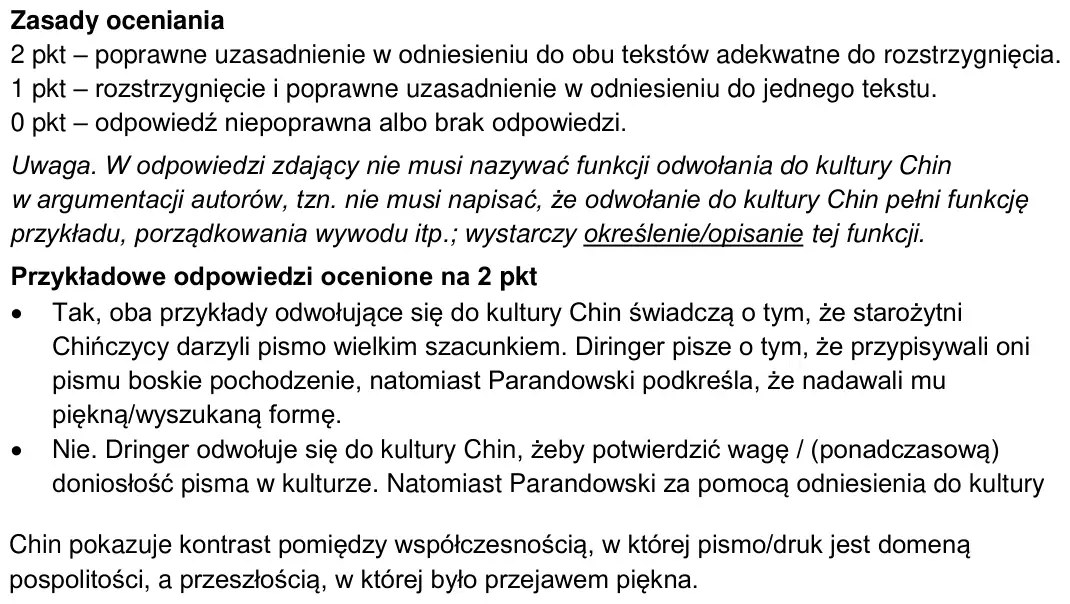 Zasady oceniania
2 pkt – poprawne uzasadnienie w odniesieniu do obu tekstów adekwatne do rozstrzygnięcia.
1 pkt – rozstrzygnięcie i poprawne uzasadnienie w odniesieniu do jednego tekstu.
0 pkt – odpowiedź niepoprawna albo brak odpowiedzi.
Uwaga. W odpowiedzi zdający nie musi nazywać funkcji odwołania do kultury Chin
w argumentacji autorów, tzn. nie musi napisać, że odwołanie do kultury Chin pełni funkcję
przykładu, porządkowania wywodu itp.; wystarczy określenie/opisanie tej funkcji.
Przykładowe odpowiedzi ocenione na 2 pkt
• Tak, oba przykłady odwołujące się do kultury Chin świadczą o tym, że starożytni
Chińczycy darzyli pismo wielkim szacunkiem. Diringer pisze o tym, że przypisywali oni
pismu boskie pochodzenie, natomiast Parandowski podkreśla, że nadawali mu
piękną/wyszukaną formę.
• Nie. Dringer odwołuje się do kultury Chin, żeby potwierdzić wagę / (ponadczasową)
doniosłość pisma w kulturze. Natomiast Parandowski za pomocą odniesienia do kultury
Chin pokazuje kontrast pomiędzy współczesnością, w której pismo/druk jest domeną
pospolitości, a przeszłością, w której było przejawem piękna.